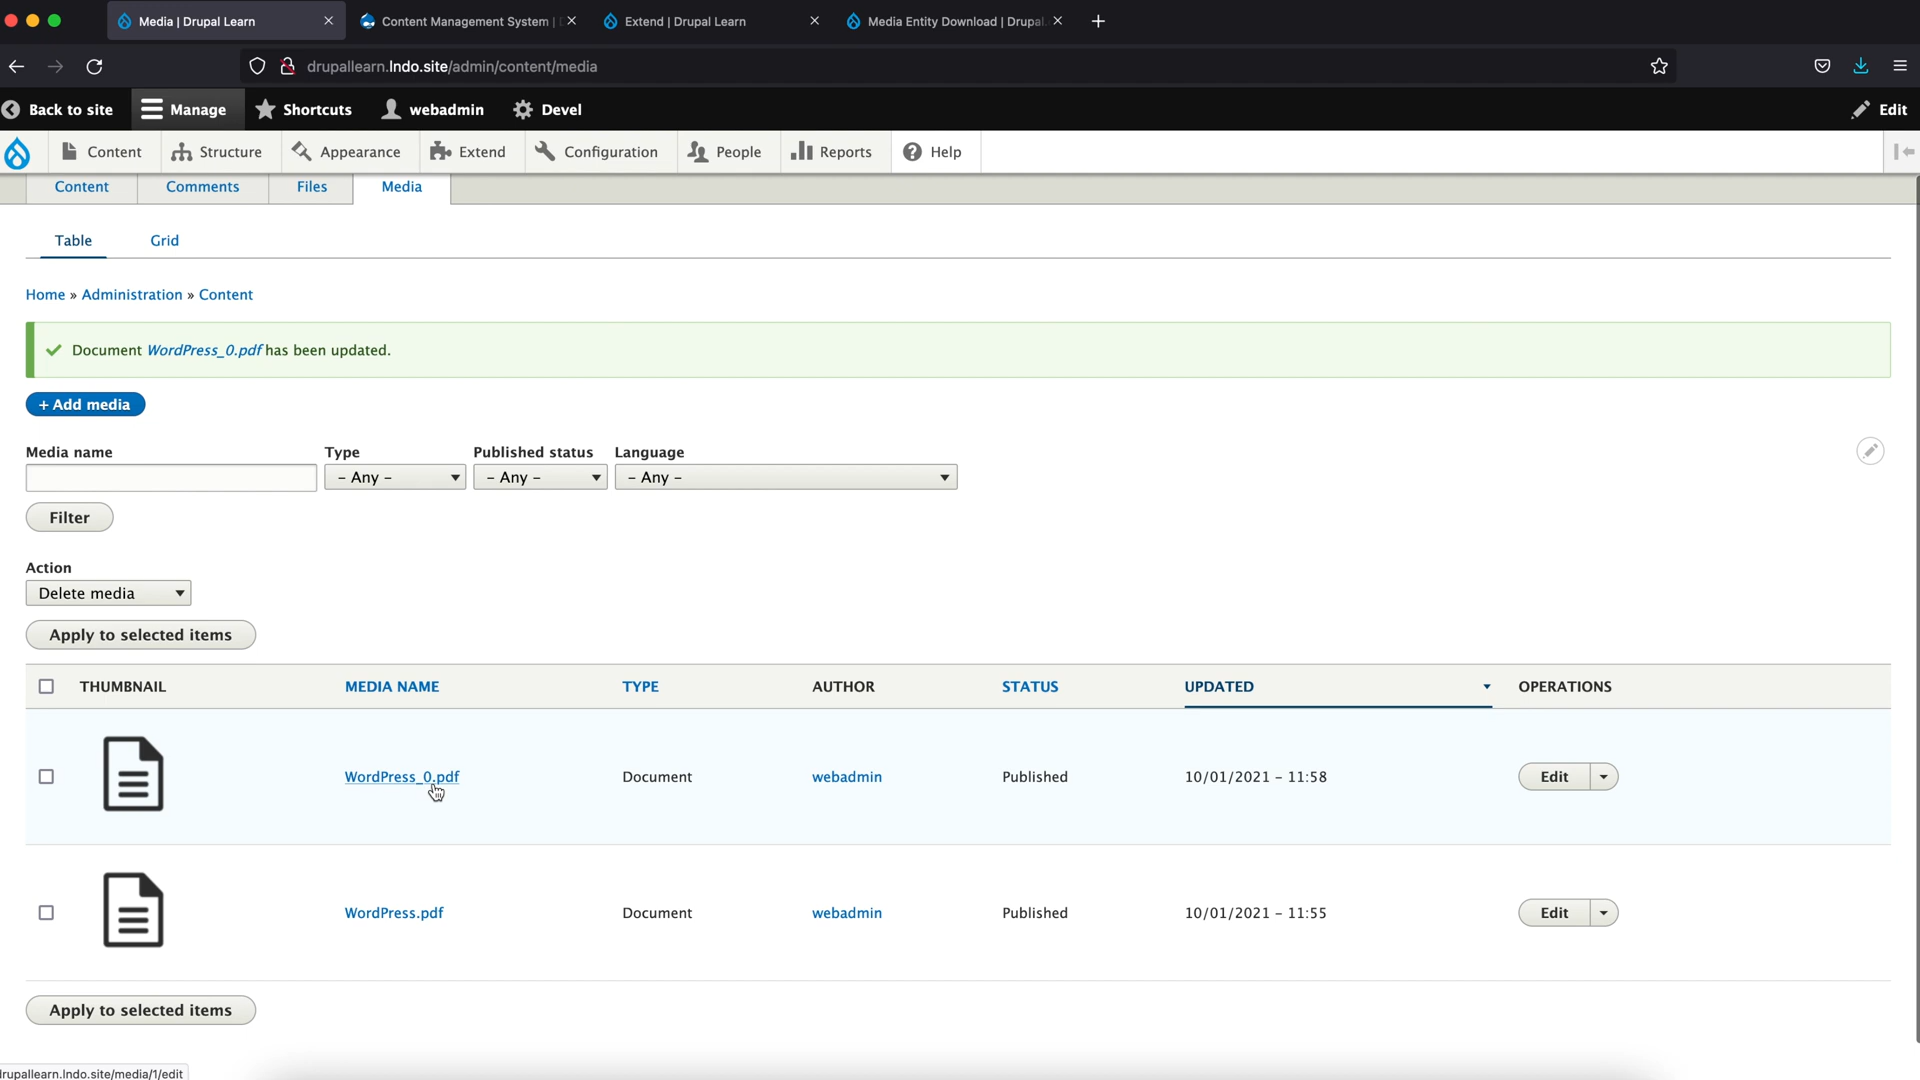 Media | Drupal Learn
Content Management System |
Extend | Drupal Learn
Media Entity Download | Drupal.
drupallearn.lndo.site/admin/content/media
Back to site
Manage
Shortcuts
webadmin
Devel
Edit
Content
Structure
Appearance
Extend
Configuration
People
Reports
Help
Content
Comments
Files
Media
Table
Grid
Home » Administration » Content
Document WordPress_0.pdf has been updated.
+ Add media
Media name
Type
Published status
Language
- Any -
- Any -
- Any -
Filter
Action
Delete media
Apply to selected items
THUMBNAIL
MEDIA NAME
TYPE
AUTHOR
STATUS
UPDATED
OPERATIONS
WordPress_0.pdf
Document
webadmin
Published
10/01/2021 - 11:58
Edit
WordPress.pdf
Document
webadmin
Published
10/01/2021 - 11:55
Edit
Apply to selected items
drupallearn.lndo.site/media/1/edit